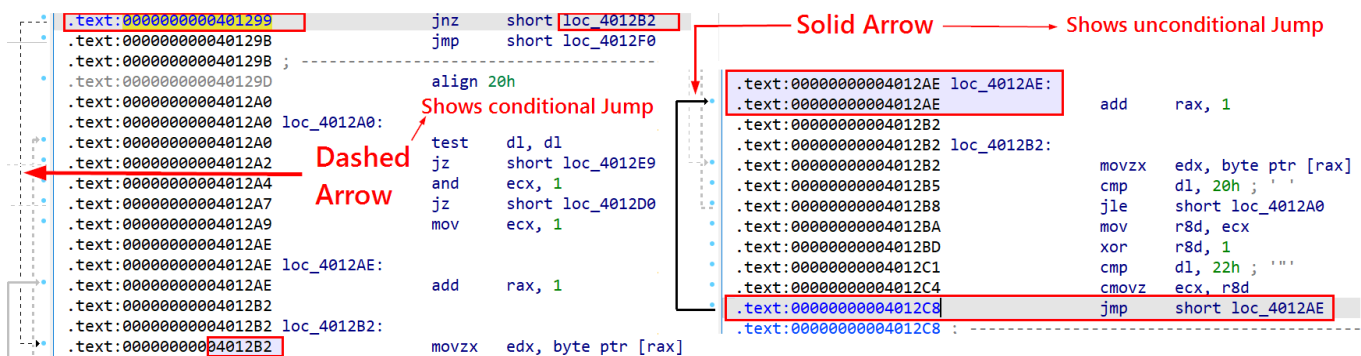 .text:0000000000401299 jnz short loc_4012B2
.text:000000000040129B jmp short loc_4012F0
.text:000000000040129B ; ----------------------------------------
.text:000000000040129D align 20h
.text:00000000004012A0
.text:00000000004012A0 loc_4012A0:
.text:00000000004012A0 test dl, dl
.text:00000000004012A2 jz short loc_4012E9
.text:00000000004012A4 and ecx, 1
.text:00000000004012A7 jz short loc_4012D0
.text:00000000004012A9 mov ecx, 1
.text:00000000004012AE
.text:00000000004012AE loc_4012AE:
.text:00000000004012AE add rax, 1
.text:00000000004012B2
.text:00000000004012B2 loc_4012B2:
.text:00000000004012B2 movzx edx, byte ptr [rax]
Shows conditional Jump
Dashed
Arrow
Solid Arrow
Shows unconditional Jump
.text:00000000004012AE loc_4012AE:
.text:00000000004012AE add rax, 1
.text:00000000004012B2
.text:00000000004012B2 loc_4012B2:
.text:00000000004012B2 movzx edx, byte ptr [rax]
.text:00000000004012B5 cmp dl, 20h ; ' '
.text:00000000004012B8 jle short loc_4012A0
.text:00000000004012BA mov r8d, ecx
.text:00000000004012BD xor r8d, 1
.text:00000000004012C1 cmp dl, 22h ; '"'
.text:00000000004012C4 cmovz ecx, r8d
.text:00000000004012C8 jmp short loc_4012AE
.text:00000000004012C8 ; ----------------------------------------